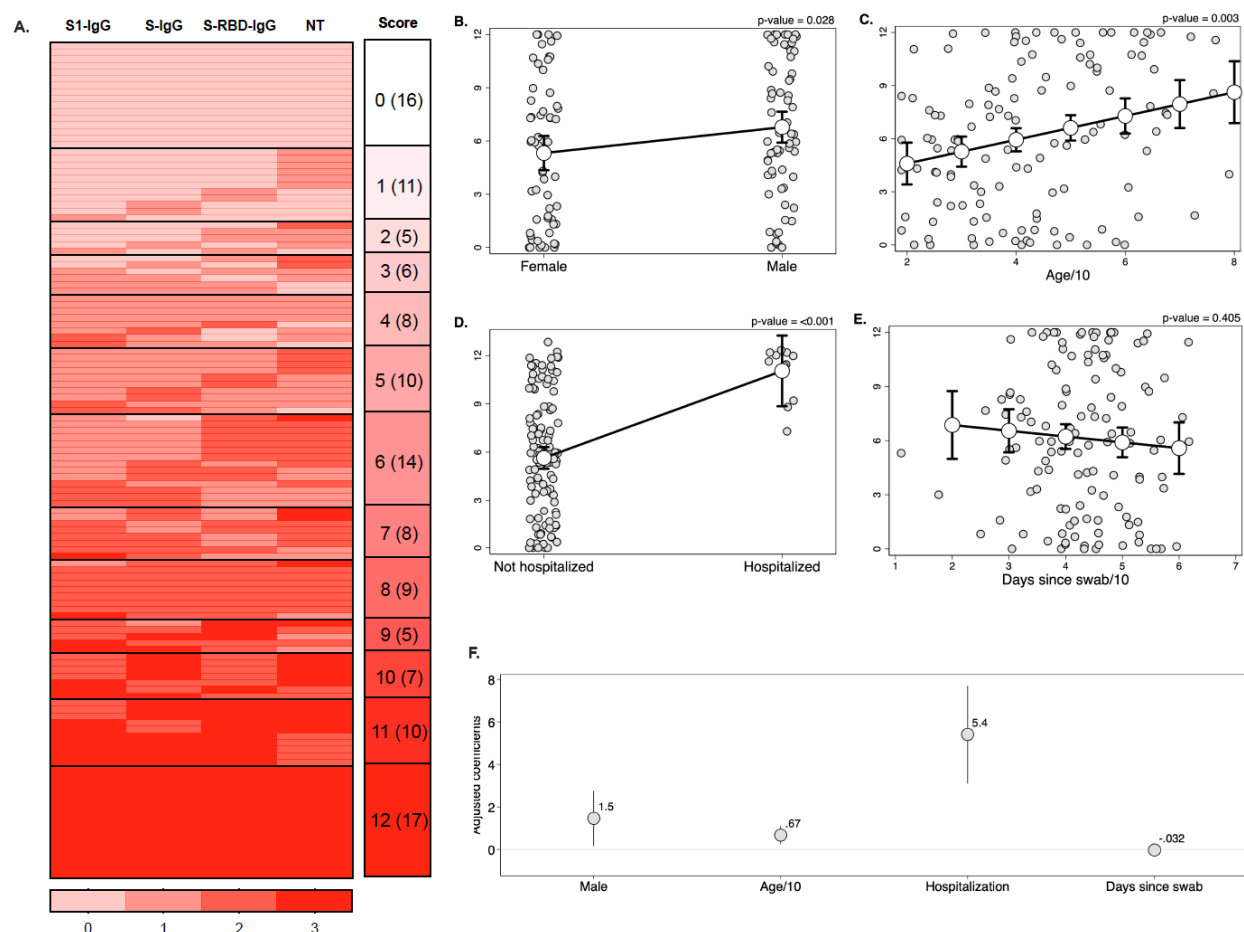 A.
S1-IgG S-IgG S-RBD-IgG NT
Score
0 (16)
1 (11)
2 (5)
3 (6)
4 (8)
5 (10)
6 (14)
7 (8)
8 (9)
9 (5)
10 (7)
11 (10)
12 (17)
0 1 2 3
B.
p-value = 0.028
12
9
6
3
0
Female Male
C.
p-value = 0.003
12
9
6
3
0
2 4 6 8
Age/10
D.
p-value = <0.001
12
9
6
3
0
Not hospitalized Hospitalized
E.
p-value = 0.405
12
9
6
3
0
1 2 3 4 5 6 7
Days since swab/10
F.
Adjusted coefficients
8
6
4
2
0
1.5
.67
5.4
-.032
Male Age/10 Hospitalization Days since swab